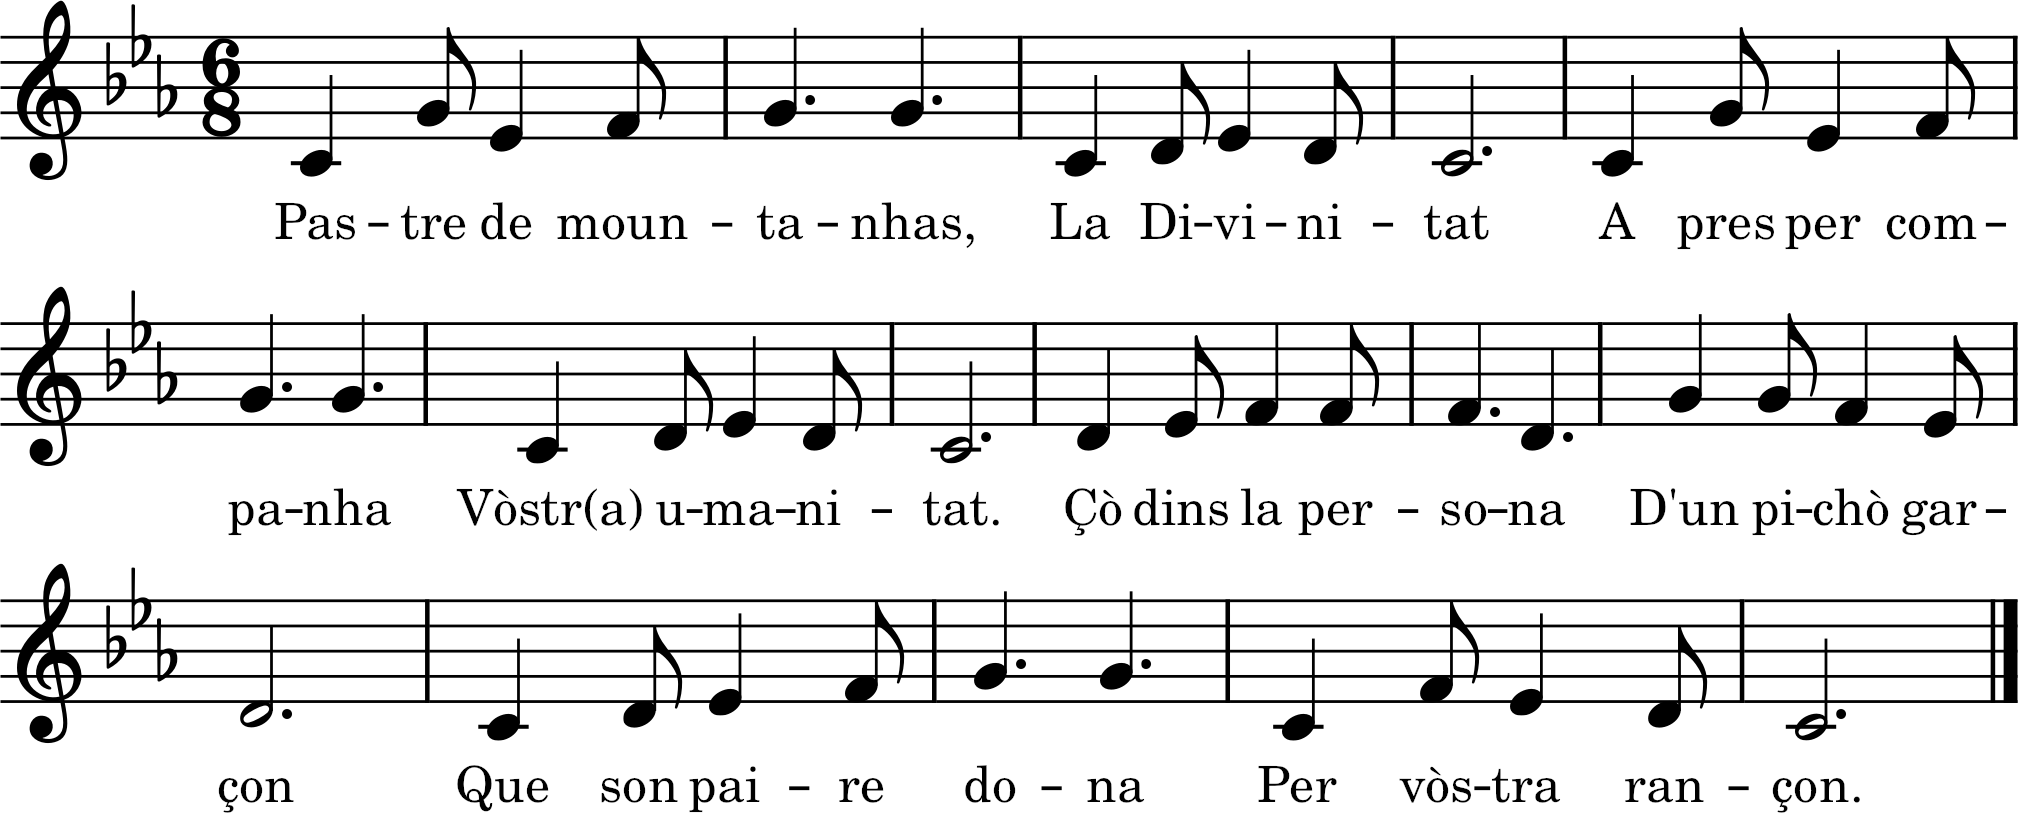 6
8
Pas - tre de moun - ta - nhas, La Di - vi - ni - tat A pres per com -
pa - nha Vòstr(a) u - ma - ni - tat. Çò dins la per - so - na D'un pi - chò gar -
çon Que son pai - re do - na Per vòs - tra ran - çon.